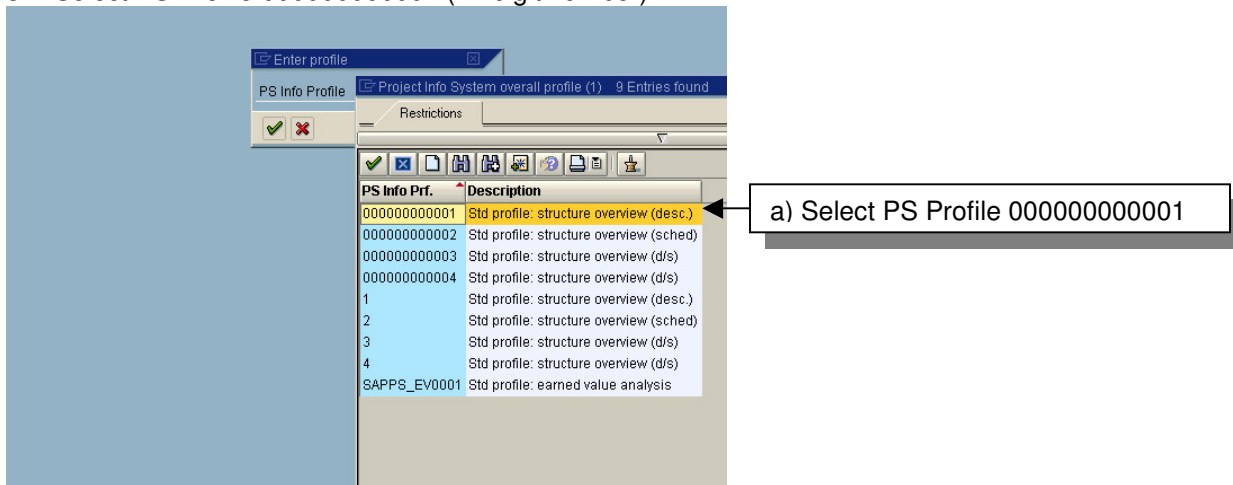 Enter profile
PS Info Profile
Project Info System overall profile (1) 9 Entries found
Restrictions
PS Info Prf. Description
000000000001 Std profile: structure overview (desc.)
000000000002 Std profile: structure overview (sched)
000000000003 Std profile: structure overview (d/s)
000000000004 Std profile: structure overview (d/s)
1 Std profile: structure overview (desc.)
2 Std profile: structure overview (sched)
3 Std profile: structure overview (d/s)
4 Std profile: structure overview (d/s)
SAPPS_EV0001 Std profile: earned value analysis
a) Select PS Profile 000000000001